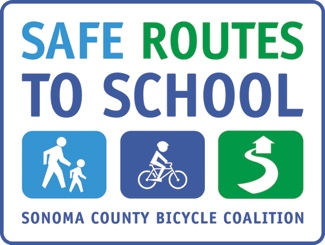 SAFE ROUTES
TO SCHOOL
SONOMA COUNTY BICYCLE COALITION